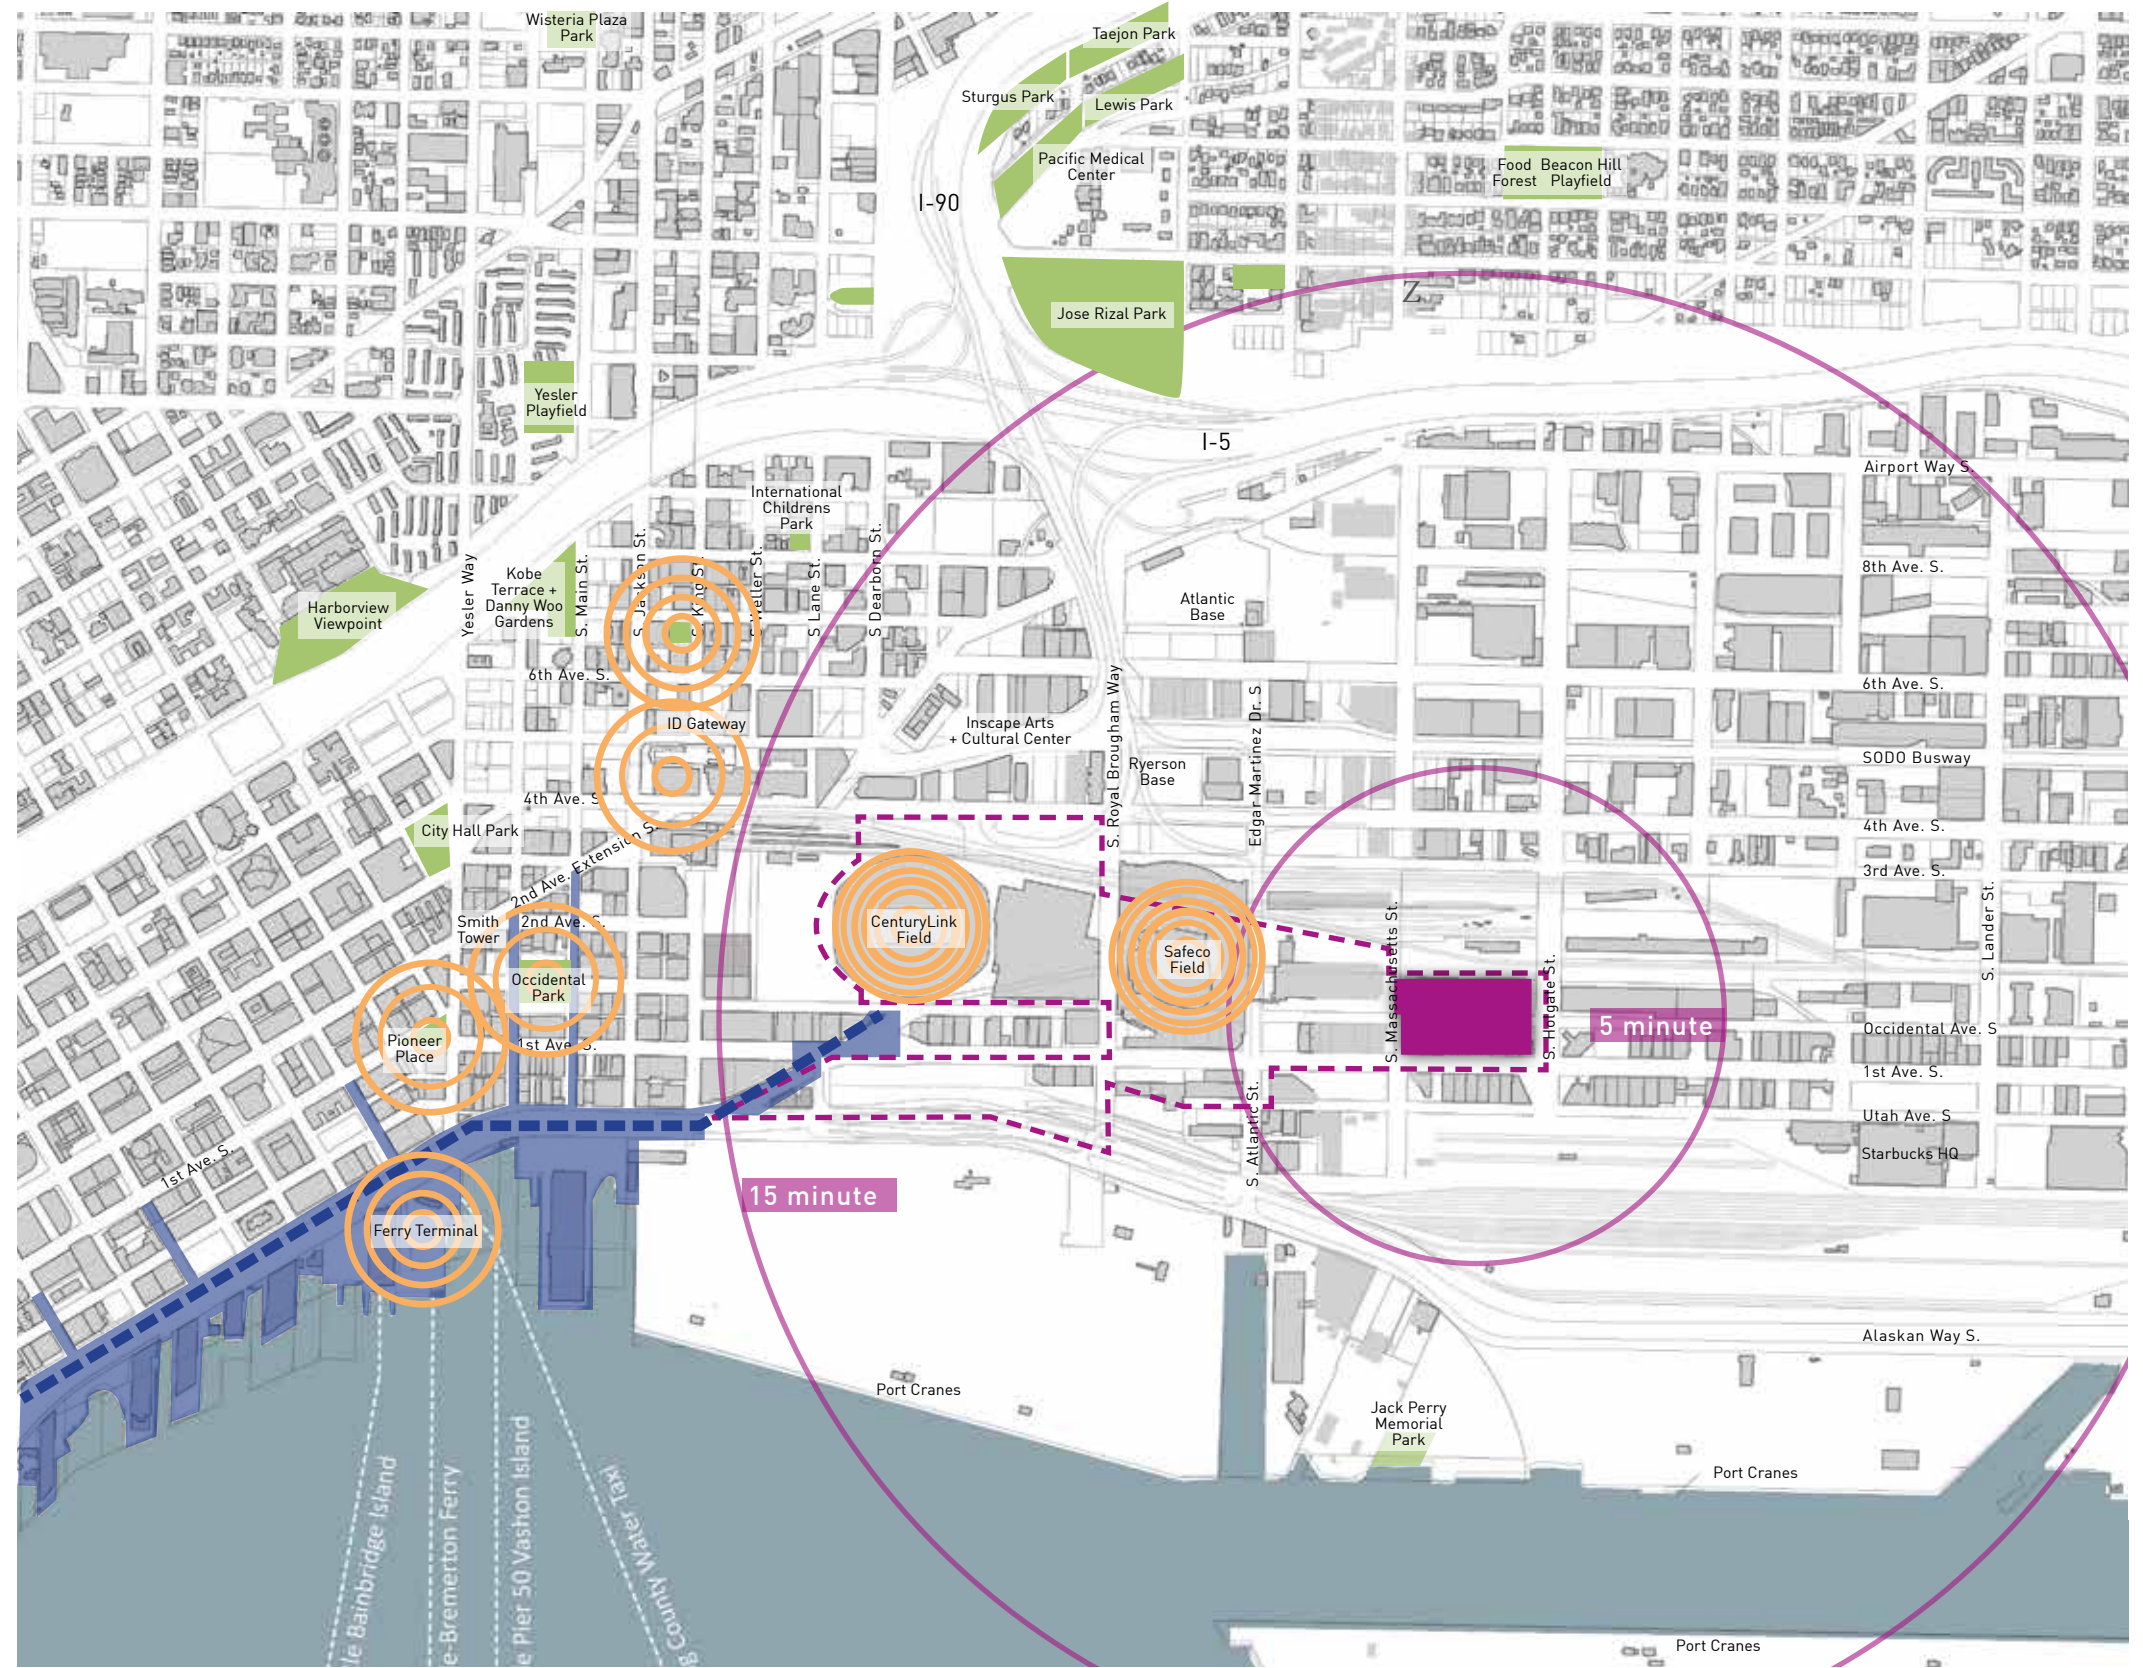 Wisteria Plaza
Park
Taejon Park
Sturgus Park
Lewis Park
Pacific Medical
Center
Food Beacon Hill
Forest Playfield
I-90
Z
Jose Rizal Park
Yesler
Playfield
I-5
Airport Way S.
International
Childrens
Park
8th Ave. S.
Harborview
Viewpoint
Yesler Way
Kobe
Terrace +
Danny Woo
Gardens
S. Main St.
S. Jackson St.
S. King St.
S Weller St.
S Lane St.
S Dearborn St.
Atlantic
Base
6th Ave. S.
6th Ave. S.
ID Gateway
Inscape Arts
+ Cultural Center
S. Royal Brougham Way
Ryerson
Base
Edgar Martinez Dr. S
SODO Busway
4th Ave. S
City Hall Park
2nd Ave. Extension S.
4th Ave. S.
3rd Ave. S.
Smith
Tower
2nd Ave. S.
CenturyLink
Field
Safeco
Field
S. Massachusetts St.
S. Holgate St.
S. Lander St.
Occidental
Park
Pioneer
Place
1st Ave. S.
5 minute
Occidental Ave. S
1st Ave. S.
Utah Ave. S
Starbucks HQ
1st Ave. S.
15 minute
S. Atlantic St.
Ferry Terminal
Alaskan Way S.
Port Cranes
Jack Perry
Memorial
Park
Port Cranes
le Bainbridge Island
e-Bremerton Ferry
e Pier 50 Vashon Island
g County Water Taxi
Port Cranes